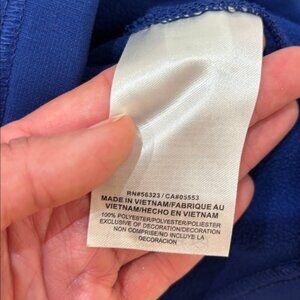 RN#56323 / CA#05553
MADE IN VIETNAM/FABRIQUE AU
VIETNAM/HECHO EN VIETNAM
100% POLYESTER/POLYESTER/POLYESTER
EXCLUSIVE OF DECORATION/DECORATION
NON COMPRISE/NO INCLUYE LA
DECORACION